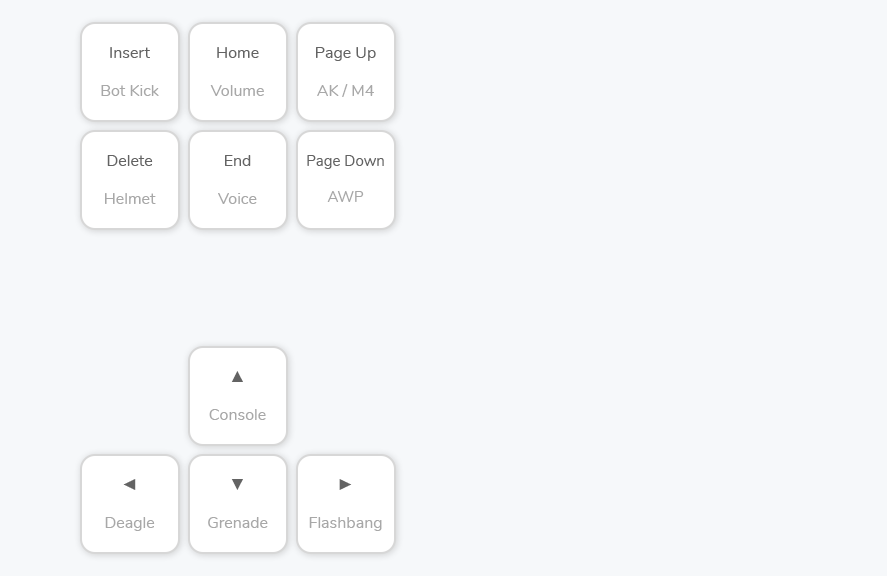 Insert Home Page Up
Bot Kick Volume AK / M4
Delete End Page Down
Helmet Voice AWP
▲
Console
◄ ▼ ►
Deagle Grenade Flashbang